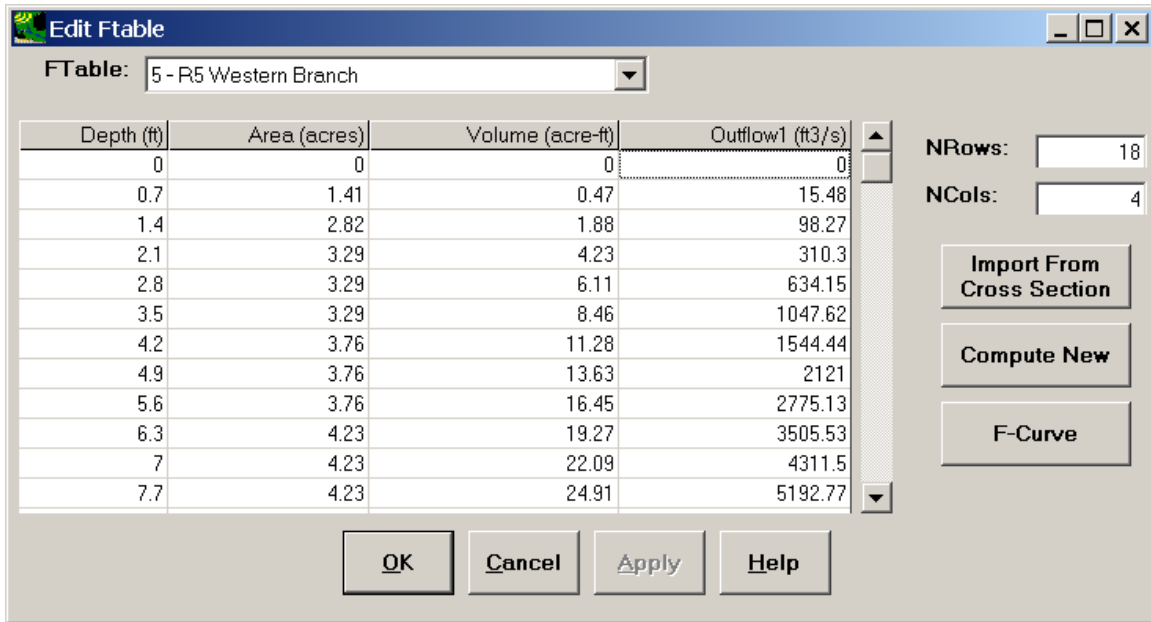 Edit Ftable
FTable: 5 - R5 Western Branch
Depth (ft) Area (acres) Volume (acre-ft) Outflow1 (ft3/s)
0 0 0 0
0.7 1.41 0.47 15.48
1.4 2.82 1.88 98.27
2.1 3.29 4.23 310.3
2.8 3.29 6.11 634.15
3.5 3.29 8.46 1047.62
4.2 3.76 11.28 1544.44
4.9 3.76 13.63 2121
5.6 3.76 16.45 2775.13
6.3 4.23 19.27 3505.53
7 4.23 22.09 4311.5
7.7 4.23 24.91 5192.77
NRows: 18
NCols: 4
Import From
Cross Section
Compute New
F-Curve
OK Cancel Apply Help